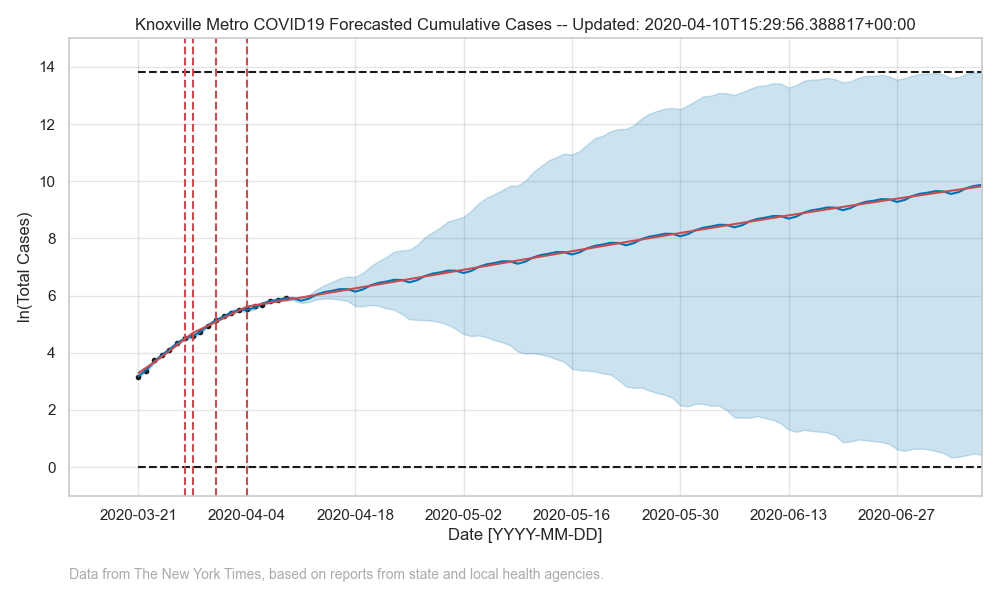 Knoxville Metro COVID19 Forecasted Cumulative Cases -- Updated: 2020-04-10T15:29:56.388817+00:00
ln(Total Cases)
14
12
10
8
6
4
2
0
2020-03-21 2020-04-04 2020-04-18 2020-05-02 2020-05-16 2020-05-30 2020-06-13 2020-06-27
Date [YYYY-MM-DD]
Data from The New York Times, based on reports from state and local health agencies.